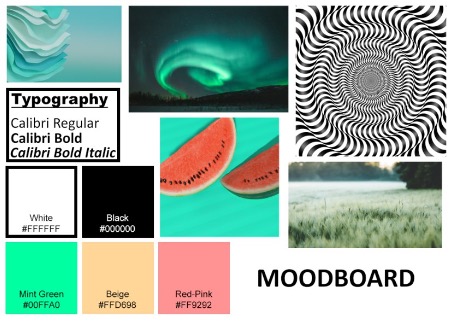 Typography
Calibri Regular
Calibri Bold
Calibri Bold Italic
White
#FFFFFF
Black
#000000
Mint Green
#00FFA0
Beige
#FFD698
Red-Pink
#FF9292
MOODBOARD